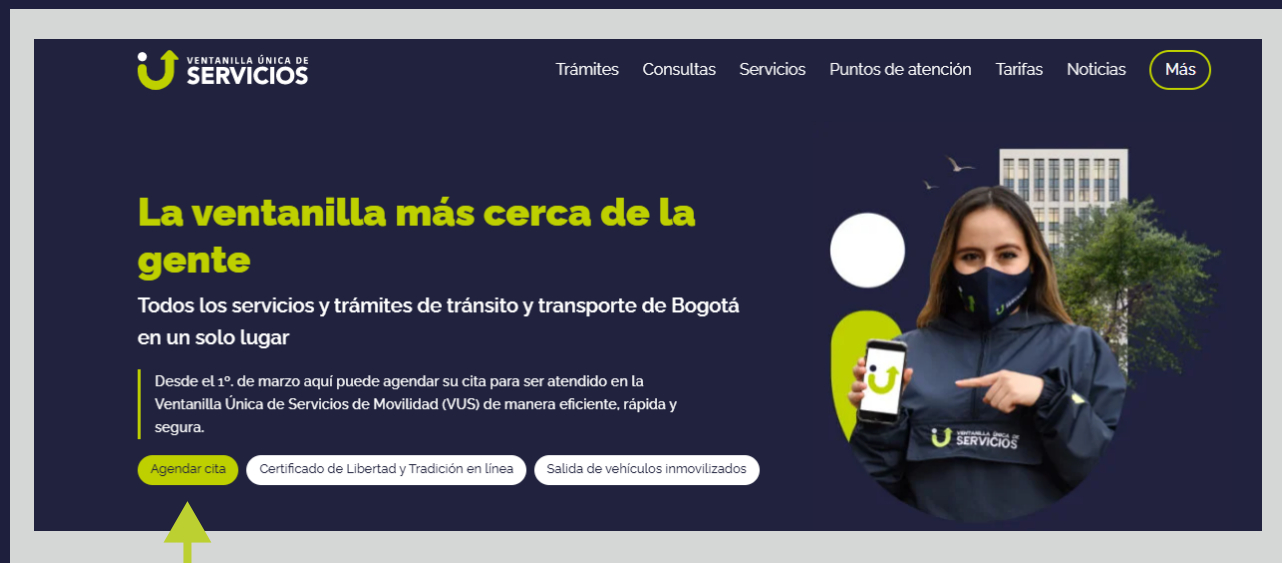 VENTANILLA ÚNICA DE
SERVICIOS
Trámites Consultas Servicios Puntos de atención Tarifas Noticias Más
La ventanilla más cerca de la
gente
Todos los servicios y trámites de tránsito y transporte de Bogotá
en un solo lugar
Desde el 1º. de marzo aquí puede agendar su cita para ser atendido en la
Ventanilla Única de Servicios de Movilidad (VUS) de manera eficiente, rápida y
segura.
Agendar cita Certificado de Libertad y Tradición en línea Salida de vehículos inmovilizados
VENTANILLA ÚNICA DE
SERVICIOS